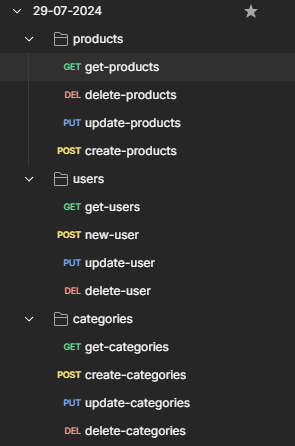 29-07-2024
products
GET get-products
DEL delete-products
PUT update-products
POST create-products
users
GET get-users
POST new-user
PUT update-user
DEL delete-user
categories
GET get-categories
POST create-categories
PUT update-categories
DEL delete-categories